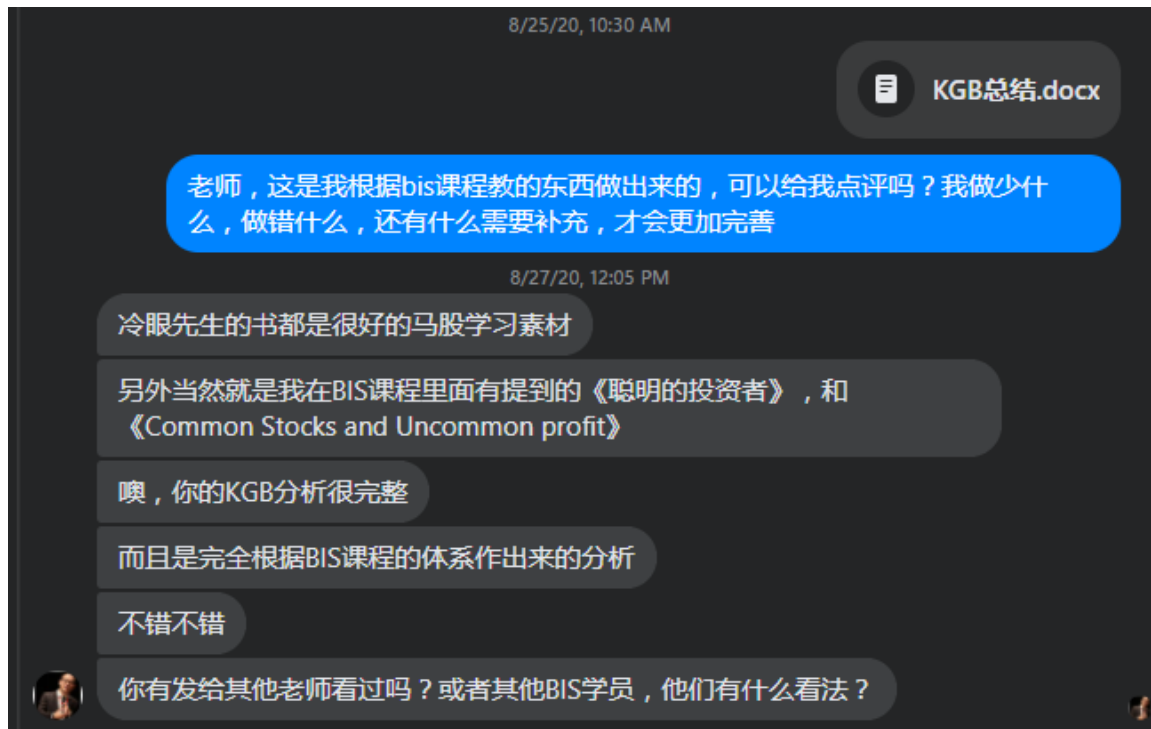 8/25/20, 10:30 AM
KGB总结.docx
老师，这是我根据bis课程教的东西做出来的，可以给我点评吗？我做少什
么，做错什么，还有什么需要补充，才会更加完善
8/27/20, 12:05 PM
冷眼先生的书都是很好的马股学习素材
另外当然就是我在BIS课程里面有提到的《聪明的投资者》，和
《Common Stocks and Uncommon profit》
噢，你的KGB分析很完整
而且是完全根据BIS课程的体系作出来的分析
不错不错
你有发给其他老师看过吗？或者其他BIS学员，他们有什么看法？